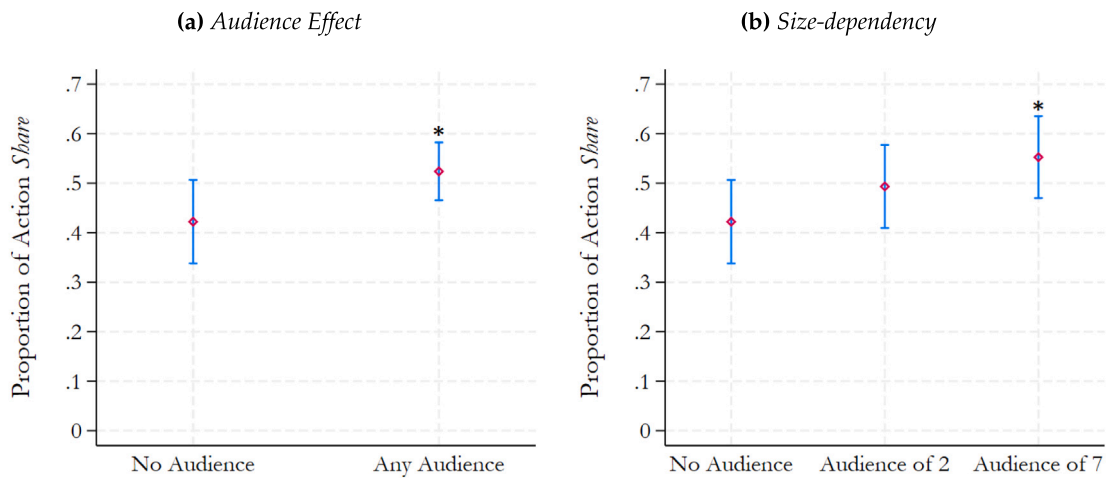 (a) Audience Effect
Proportion of Action Share
.7
.6
.5
.4
.3
.2
.1
0
*
No Audience
Any Audience
(b) Size-dependency
Proportion of Action Share
.7
.6
.5
.4
.3
.2
.1
0
*
No Audience
Audience of 2
Audience of 7